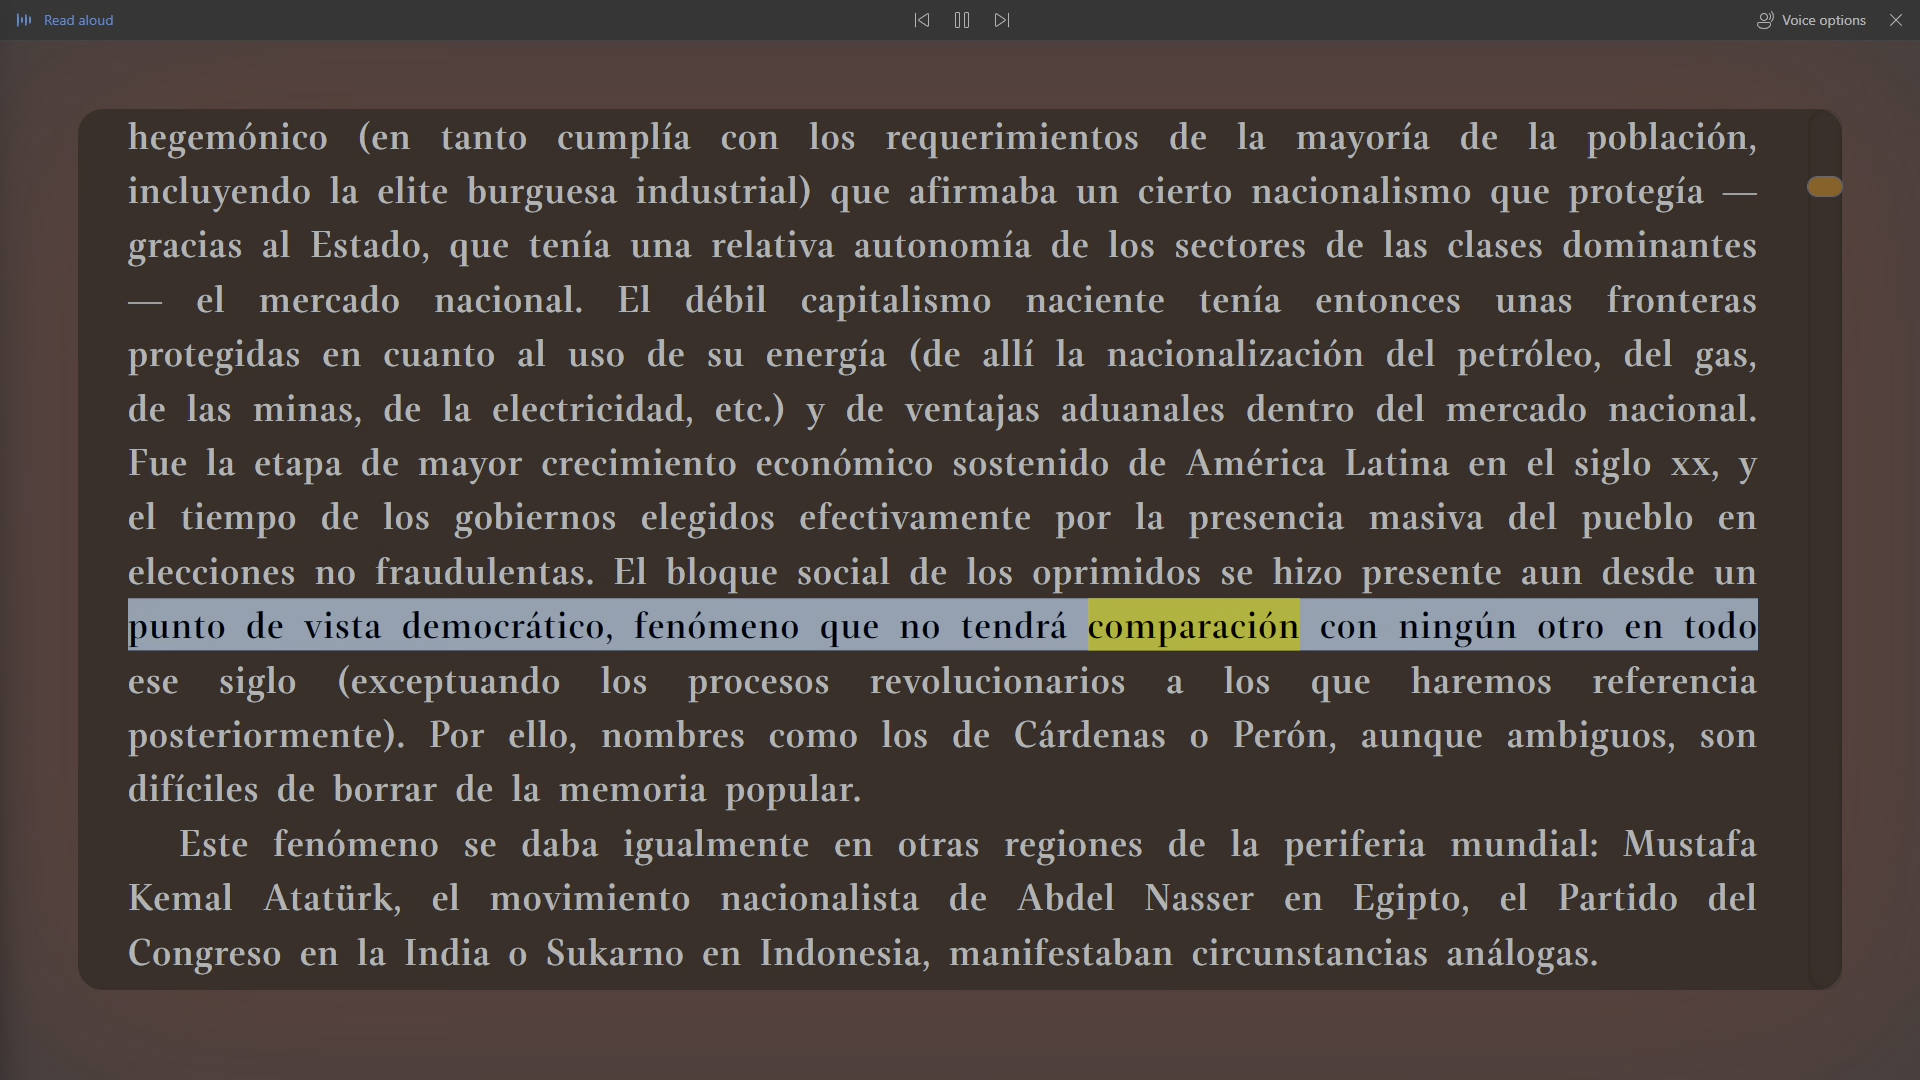 Read aloud
Voice options
hegemónico (en tanto cumplía con los requerimientos de la mayoría de la población,
incluyendo la elite burguesa industrial) que afirmaba un cierto nacionalismo que protegía —
gracias al Estado, que tenía una relativa autonomía de los sectores de las clases dominantes
— el mercado nacional. El débil capitalismo naciente tenía entonces unas fronteras
protegidas en cuanto al uso de su energía (de allí la nacionalización del petróleo, del gas,
de las minas, de la electricidad, etc.) y de ventajas aduanales dentro del mercado nacional.
Fue la etapa de mayor crecimiento económico sostenido de América Latina en el siglo xx, y
el tiempo de los gobiernos elegidos efectivamente por la presencia masiva del pueblo en
elecciones no fraudulentas. El bloque social de los oprimidos se hizo presente aun desde un
punto de vista democrático, fenómeno que no tendrá comparación con ningún otro en todo
ese siglo (exceptuando los procesos revolucionarios a los que haremos referencia
posteriormente). Por ello, nombres como los de Cárdenas o Perón, aunque ambiguos, son
difíciles de borrar de la memoria popular.
Este fenómeno se daba igualmente en otras regiones de la periferia mundial: Mustafa
Kemal Atatürk, el movimiento nacionalista de Abdel Nasser en Egipto, el Partido del
Congreso en la India o Sukarno en Indonesia, manifestaban circunstancias análogas.